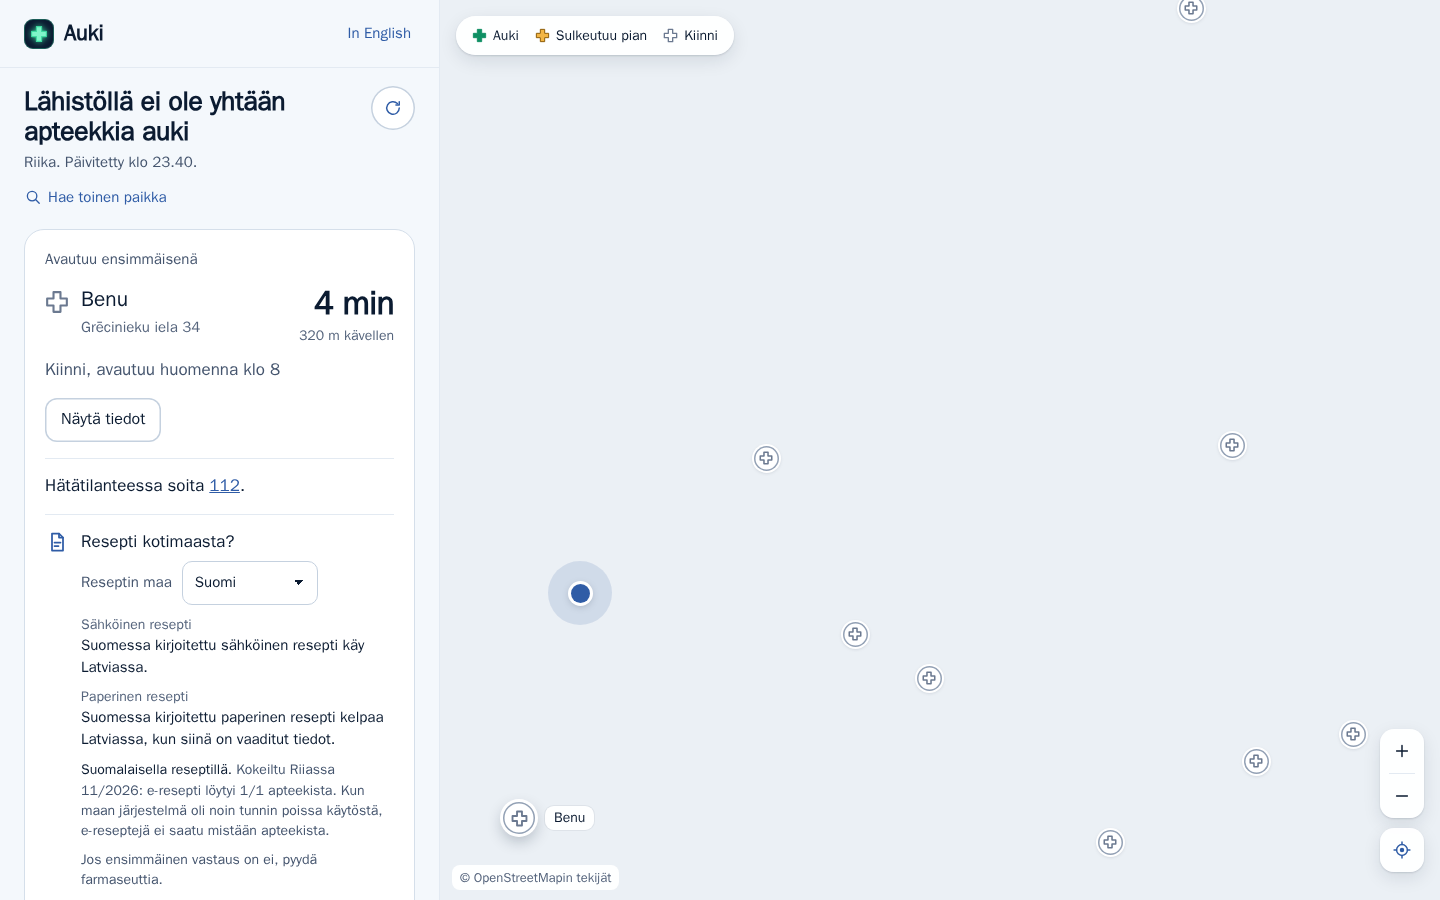 Auki
In English
Lähistöllä ei ole yhtään
apteekkia auki
Riika. Päivitetty klo 23.40.
Hae toinen paikka
Avautuu ensimmäisenä
Benu
4 min
Grēcinieku iela 34
320 m kävellen
Kiinni, avautuu huomenna klo 8
Näytä tiedot
Hätätilanteessa soita 112.
Resepti kotimaasta?
Reseptin maa
Suomi
Sähköinen resepti
Suomessa kirjoitettu sähköinen resepti käy
Latviassa.
Paperinen resepti
Suomessa kirjoitettu paperinen resepti kelpaa
Latviassa, kun siinä on vaaditut tiedot.
Suomalaisella reseptillä. Kokeiltu Riiassa
11/2026: e-resepti löytyi 1/1 apteekista. Kun
maan järjestelmä oli noin tunnin poissa käytöstä,
e-reseptejä ei saatu mistään apteekista.
Jos ensimmäinen vastaus on ei, pyydä
farmaseuttia.
Auki
Sulkeutuu pian
Kiinni
Benu
+
−
© OpenStreetMapin tekijät